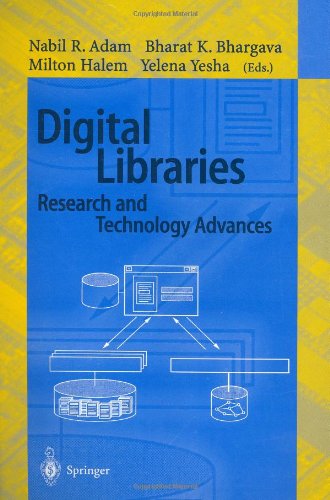 Nabil R. Adam Bharat K. Bhargava
Milton Halem Yelena Yesha (Eds.)
Digital
Libraries
Research and
Technology Advances
Springer